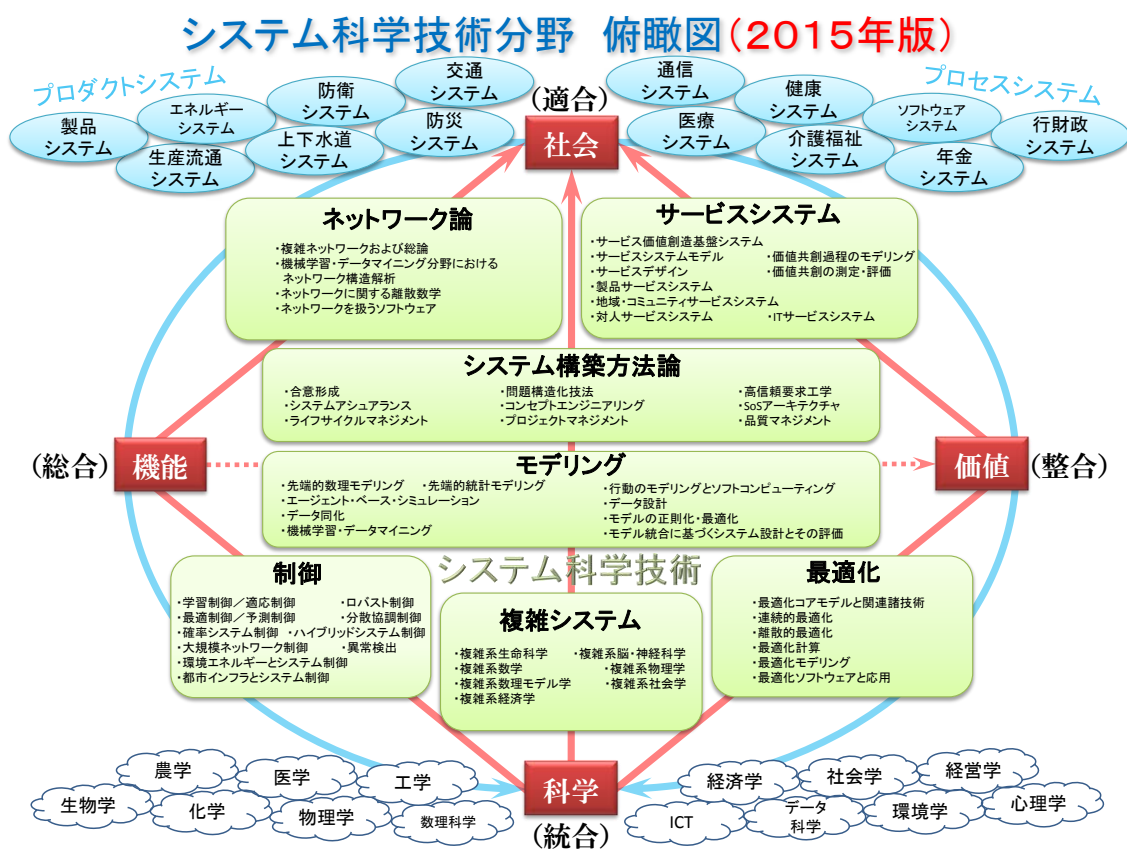 システム科学技術分野 俯瞰図(2015年版)
プロダクトシステム
プロセスシステム
製品
システム
エネルギー
システム
生産流通
システム
防衛
システム
上下水道
システム
交通
システム
防災
システム
(適合)
社会
通信
システム
医療
システム
健康
システム
介護福祉
システム
ソフトウェア
システム
年金
システム
行財政
システム
ネットワーク論
・複雑ネットワークおよび総論
・機械学習・データマイニング分野における
ネットワーク構造解析
・ネットワークに関する離散数学
・ネットワークを扱うソフトウェア
サービスシステム
・サービス価値創造基盤システム
・サービスシステムモデル ・価値共創過程のモデリング
・サービスデザイン ・価値共創の測定・評価
・製品サービスシステム
・地域・コミュニティサービスシステム
・対人サービスシステム ・ITサービスシステム
システム構築方法論
・合意形成 ・問題構造化技法 ・高信頼要求工学
・システムアシュアランス ・コンセプトエンジニアリング ・SoSアーキテクチャ
・ライフサイクルマネジメント ・プロジェクトマネジメント ・品質マネジメント
(総合) 機能
価値 (整合)
モデリング
・先端的数理モデリング ・先端的統計モデリング
・エージェント・ベース・シミュレーション
・データ同化
・機械学習・データマイニング
・行動のモデリングとソフトコンピューティング
・データ設計
・モデルの正則化・最適化
・モデル統合に基づくシステム設計とその評価
システム科学技術
制御
・学習制御／適応制御 ・ロバスト制御
・最適制御／予測制御 ・分散協調制御
・確率システム制御 ・ハイブリッドシステム制御
・大規模ネットワーク制御 ・異常検出
・環境エネルギーとシステム制御
・都市インフラとシステム制御
複雑システム
・複雑系生命科学 ・複雑系脳・神経科学
・複雑系数学 ・複雑系物理学
・複雑系数理モデル学 ・複雑系社会学
・複雑系経済学
最適化
・最適化コアモデルと関連諸技術
・連続的最適化
・離散的最適化
・最適化計算
・最適化モデリング
・最適化ソフトウェアと応用
科学
(統合)
農学
医学
工学
生物学
化学
物理学
数理科学
経済学
社会学
経営学
ICT
データ
科学
環境学
心理学